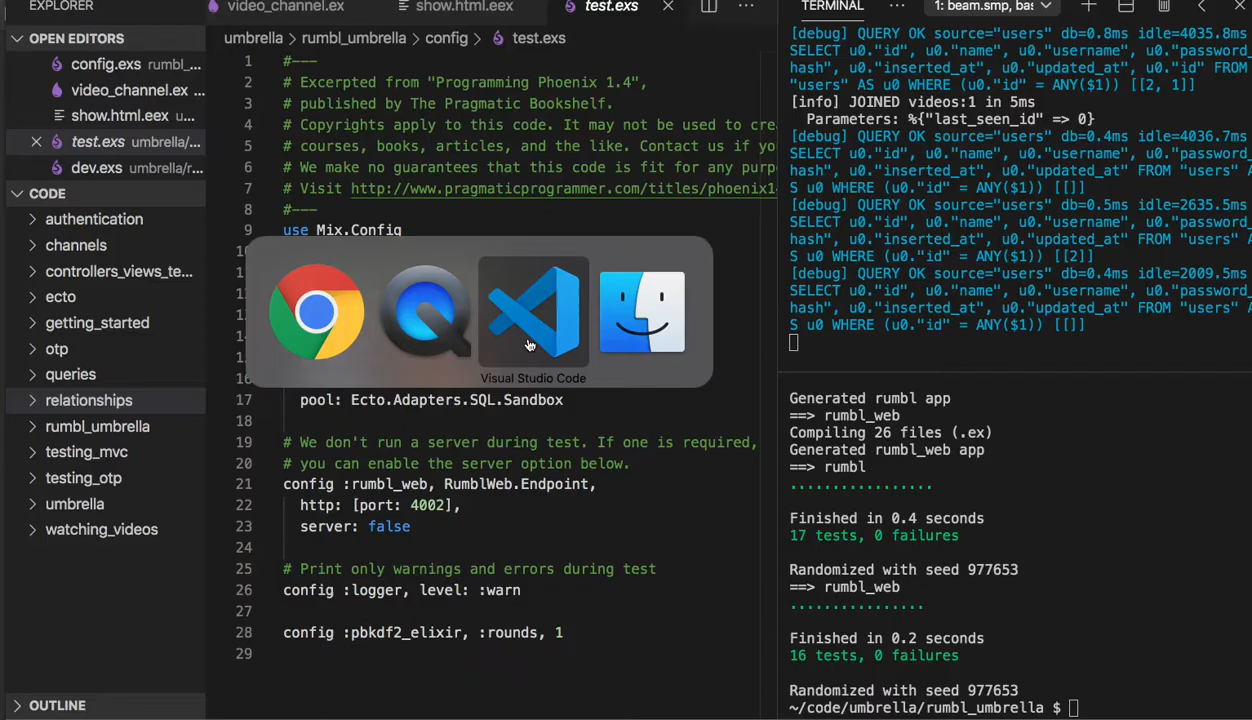 EXPLORER
OPEN EDITORS
config.exs rumbl_...
video_channel.ex ...
show.html.eex u...
test.exs umbrella/...
dev.exs umbrella/r...
CODE
authentication
channels
controllers_views_te...
ecto
getting_started
otp
queries
relationships
rumbl_umbrella
testing_mvc
testing_otp
umbrella
watching_videos
OUTLINE
video_channel.ex show.html.eex test.exs
umbrella > rumbl_umbrella > config > test.exs
1 #---
2 # Excerpted from "Programming Phoenix 1.4",
3 # published by The Pragmatic Bookshelf.
4 # Copyrights apply to this code. It may not be used to cre
5 # courses, books, articles, and the like. Contact us if yo
6 # We make no guarantees that this code is fit for any purp
7 # Visit http://www.pragmaticprogrammer.com/titles/phoenix1
8 #---
9 use Mix.Config
Visual Studio Code
17 pool: Ecto.Adapters.SQL.Sandbox
18
19 # We don't run a server during test. If one is required,
20 # you can enable the server option below.
21 config :rumbl_web, RumblWeb.Endpoint,
22 http: [port: 4002],
23 server: false
24
25 # Print only warnings and errors during test
26 config :logger, level: :warn
27
28 config :pbkdf2_elixir, :rounds, 1
29
TERMINAL ... 1: beam.smp, bas
[debug] QUERY OK source="users" db=0.8ms idle=4035.8m
SELECT u0."id", u0."name", u0."username", u0."password_
hash", u0."inserted_at", u0."updated_at", u0."id" FROM
"users" AS u0 WHERE (u0."id" = ANY($1)) [[2, 1]]
[info] JOINED videos:1 in 5ms
Parameters: %{"last_seen_id" => 0}
[debug] QUERY OK source="users" db=0.4ms idle=4036.7m
SELECT u0."id", u0."name", u0."username", u0."password_
hash", u0."inserted_at", u0."updated_at", u0."id" FROM "users" A
S u0 WHERE (u0."id" = ANY($1)) [[]]
[debug] QUERY OK source="users" db=0.5ms idle=2635.5m
SELECT u0."id", u0."name", u0."username", u0."password_
hash", u0."inserted_at", u0."updated_at", u0."id" FROM "users" A
S u0 WHERE (u0."id" = ANY($1)) [[2]]
[debug] QUERY OK source="users" db=0.4ms idle=2009.5m
SELECT u0."id", u0."name", u0."username", u0."password_
hash", u0."inserted_at", u0."updated_at", u0."id" FROM "users" A
S u0 WHERE (u0."id" = ANY($1)) [[]]
Generated rumbl app
==> rumbl_web
Compiling 26 files (.ex)
Generated rumbl_web app
==> rumbl
.................
Finished in 0.4 seconds
17 tests, 0 failures
Randomized with seed 977653
==> rumbl_web
................
Finished in 0.2 seconds
16 tests, 0 failures
Randomized with seed 977653
~/code/umbrella/rumbl_umbrella $